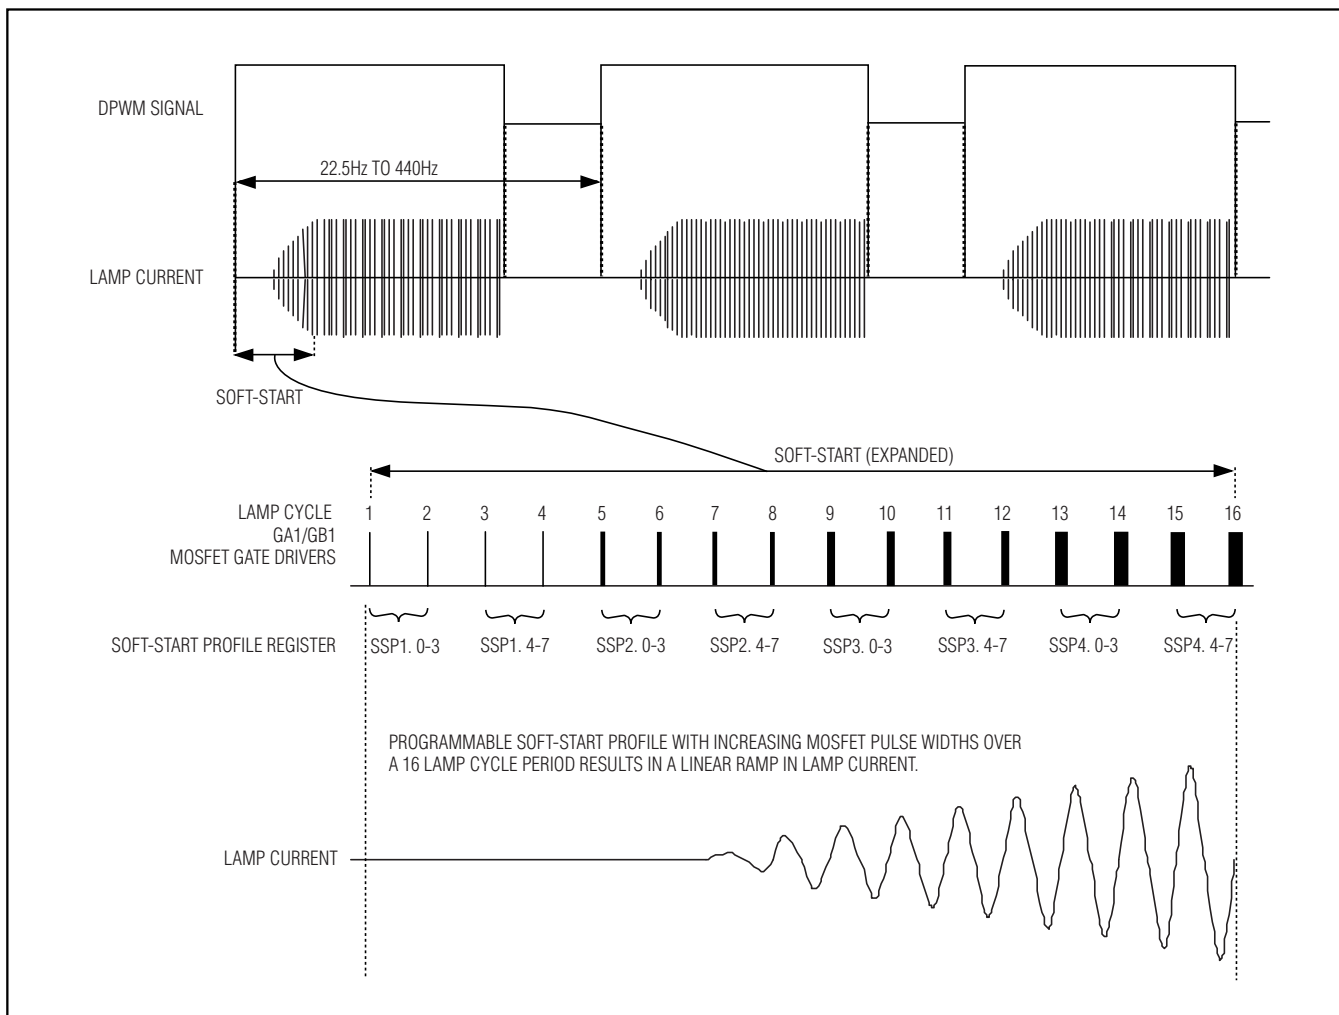 DPWM SIGNAL
22.5Hz TO 440Hz
LAMP CURRENT
SOFT-START
SOFT-START (EXPANDED)
LAMP CYCLE 1 2 3 4 5 6 7 8 9 10 11 12 13 14 15 16
GA1/GB1
MOSFET GATE DRIVERS
SOFT-START PROFILE REGISTER SSP1. 0-3 SSP1. 4-7 SSP2. 0-3 SSP2. 4-7 SSP3. 0-3 SSP3. 4-7 SSP4. 0-3 SSP4. 4-7
PROGRAMMABLE SOFT-START PROFILE WITH INCREASING MOSFET PULSE WIDTHS OVER
A 16 LAMP CYCLE PERIOD RESULTS IN A LINEAR RAMP IN LAMP CURRENT.
LAMP CURRENT